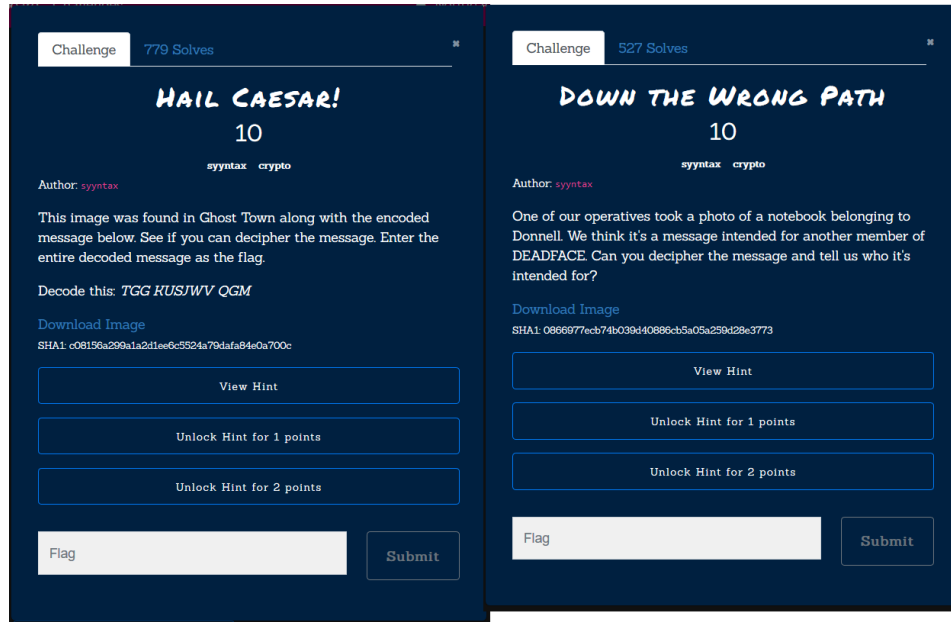 Challenge
779 Solves
×
HAIL CAESAR!
10
syyntax crypto
Author: syyntax
This image was found in Ghost Town along with the encoded
message below. See if you can decipher the message. Enter the
entire decoded message as the flag.
Decode this: TGG KUSJWV QGM
Download Image
SHA1: c08156a299a1a2d1ee6c5524a79dafa84e0a700c
View Hint
Unlock Hint for 1 points
Unlock Hint for 2 points
Flag
Submit
Challenge
527 Solves
×
DOWN THE WRONG PATH
10
syyntax crypto
Author: syyntax
One of our operatives took a photo of a notebook belonging to
Donnell. We think it's a message intended for another member of
DEADFACE. Can you decipher the message and tell us who it's
intended for?
Download Image
SHA1: 0866977ecb74b039d40886cb5a05a259d28e3773
View Hint
Unlock Hint for 1 points
Unlock Hint for 2 points
Flag
Submit